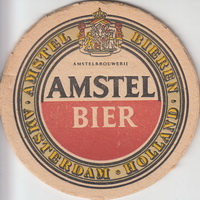 AMSTEL BIEREN
AMSTERDAM · HOLLAND
AMSTELBROUWERIJ
AMSTEL
BIER